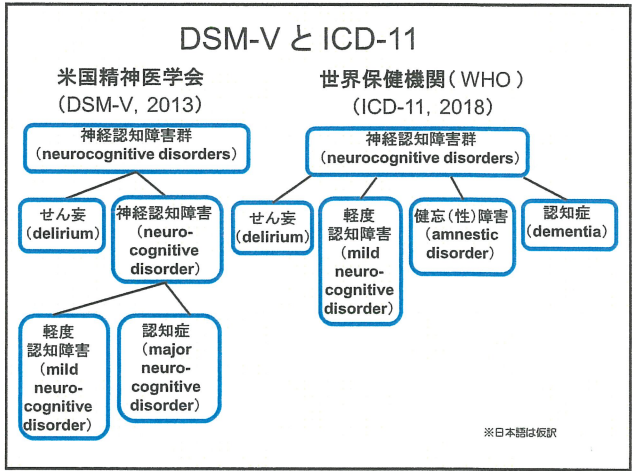 DSM-V と ICD-11
米国精神医学会
(DSM-V, 2013)
神経認知障害群
(neurocognitive disorders)
せん妄
(delirium)
神経認知障害
(neuro-
cognitive
disorder)
軽度
認知障害
(mild
neuro-
cognitive
disorder)
認知症
(major
neuro-
cognitive
disorder)
世界保健機関(WHO)
(ICD-11, 2018)
神経認知障害群
(neurocognitive disorders)
せん妄
(delirium)
軽度
認知障害
(mild
neuro-
cognitive
disorder)
健忘(性)障害
(amnestic
disorder)
認知症
(dementia)
※日本語は仮訳